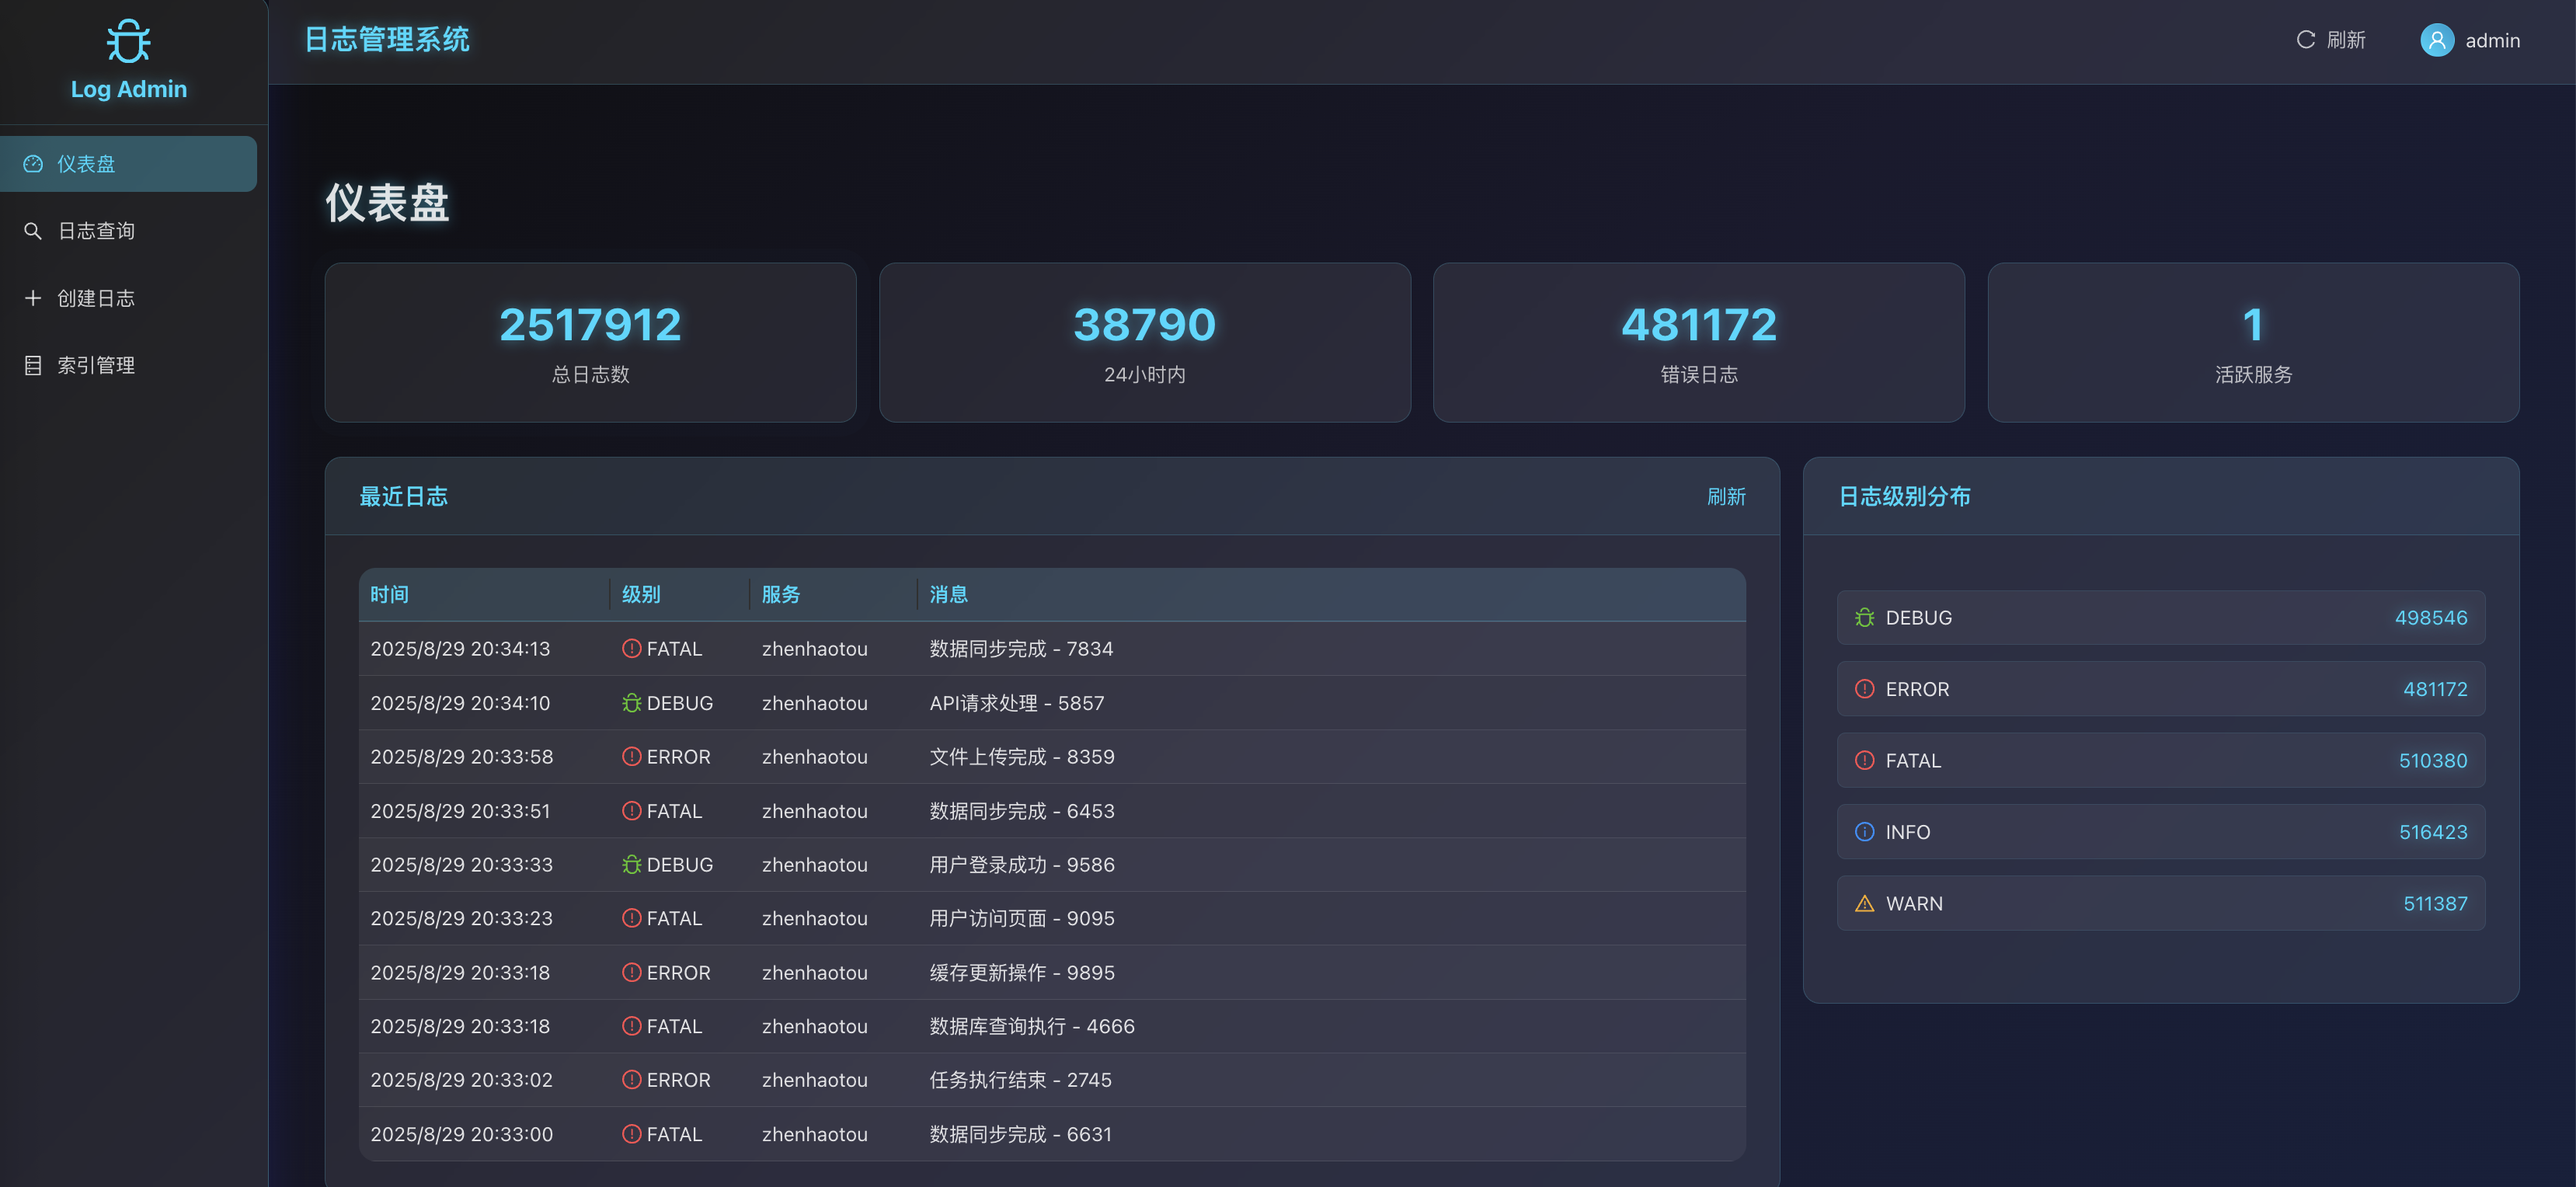 Log Admin
仪表盘
日志查询
创建日志
索引管理
日志管理系统
刷新 admin
仪表盘
2517912
总日志数
38790
24小时内
481172
错误日志
1
活跃服务
最近日志 刷新
时间 级别 服务 消息
2025/8/29 20:34:13 FATAL zhenhaotou 数据同步完成 - 7834
2025/8/29 20:34:10 DEBUG zhenhaotou API请求处理 - 5857
2025/8/29 20:33:58 ERROR zhenhaotou 文件上传完成 - 8359
2025/8/29 20:33:51 FATAL zhenhaotou 数据同步完成 - 6453
2025/8/29 20:33:33 DEBUG zhenhaotou 用户登录成功 - 9586
2025/8/29 20:33:23 FATAL zhenhaotou 用户访问页面 - 9095
2025/8/29 20:33:18 ERROR zhenhaotou 缓存更新操作 - 9895
2025/8/29 20:33:18 FATAL zhenhaotou 数据库查询执行 - 4666
2025/8/29 20:33:02 ERROR zhenhaotou 任务执行结束 - 2745
2025/8/29 20:33:00 FATAL zhenhaotou 数据同步完成 - 6631
日志级别分布
DEBUG 498546
ERROR 481172
FATAL 510380
INFO 516423
WARN 511387